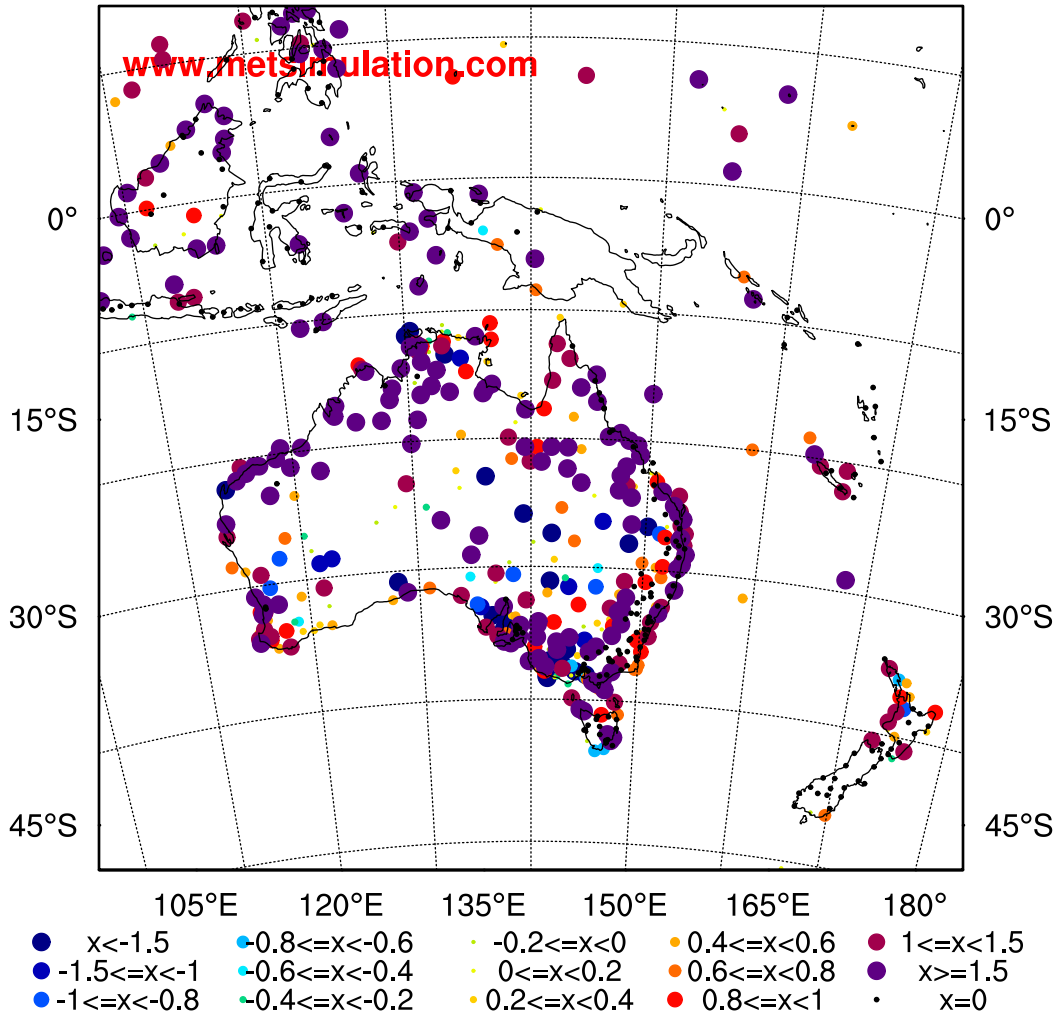 www.metsimulation.com
0° 0°
15°S 15°S
30°S 30°S
45°S 45°S
105°E 120°E 135°E 150°E 165°E 180°
x<-1.5 -0.8<=x<-0.6 -0.2<=x<0 0.4<=x<0.6 1<=x<1.5
-1.5<=x<-1 -0.6<=x<-0.4 0<=x<0.2 0.6<=x<0.8 x>=1.5
-1<=x<-0.8 -0.4<=x<-0.2 0.2<=x<0.4 0.8<=x<1 x=0